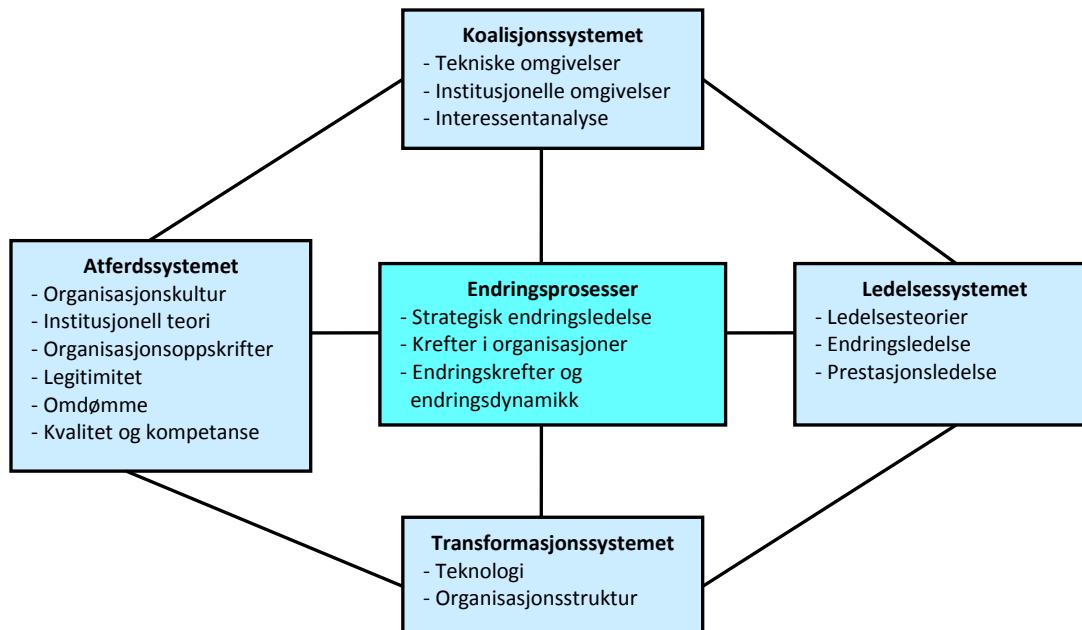 Koalisjonssystemet
- Tekniske omgivelser
- Institusjonelle omgivelser
- Interessentanalyse
Atferdssystemet
- Organisasjonskultur
- Institusjonell teori
- Organisasjonsoppskrifter
- Legitimitet
- Omdømme
- Kvalitet og kompetanse
Endringsprosesser
- Strategisk endringsledelse
- Krefter i organisasjoner
- Endringskrefter og
endringsdynamikk
Ledelsessystemet
- Ledelsesteorier
- Endringsledelse
- Prestasjonsledelse
Transformasjonssystemet
- Teknologi
- Organisasjonsstruktur